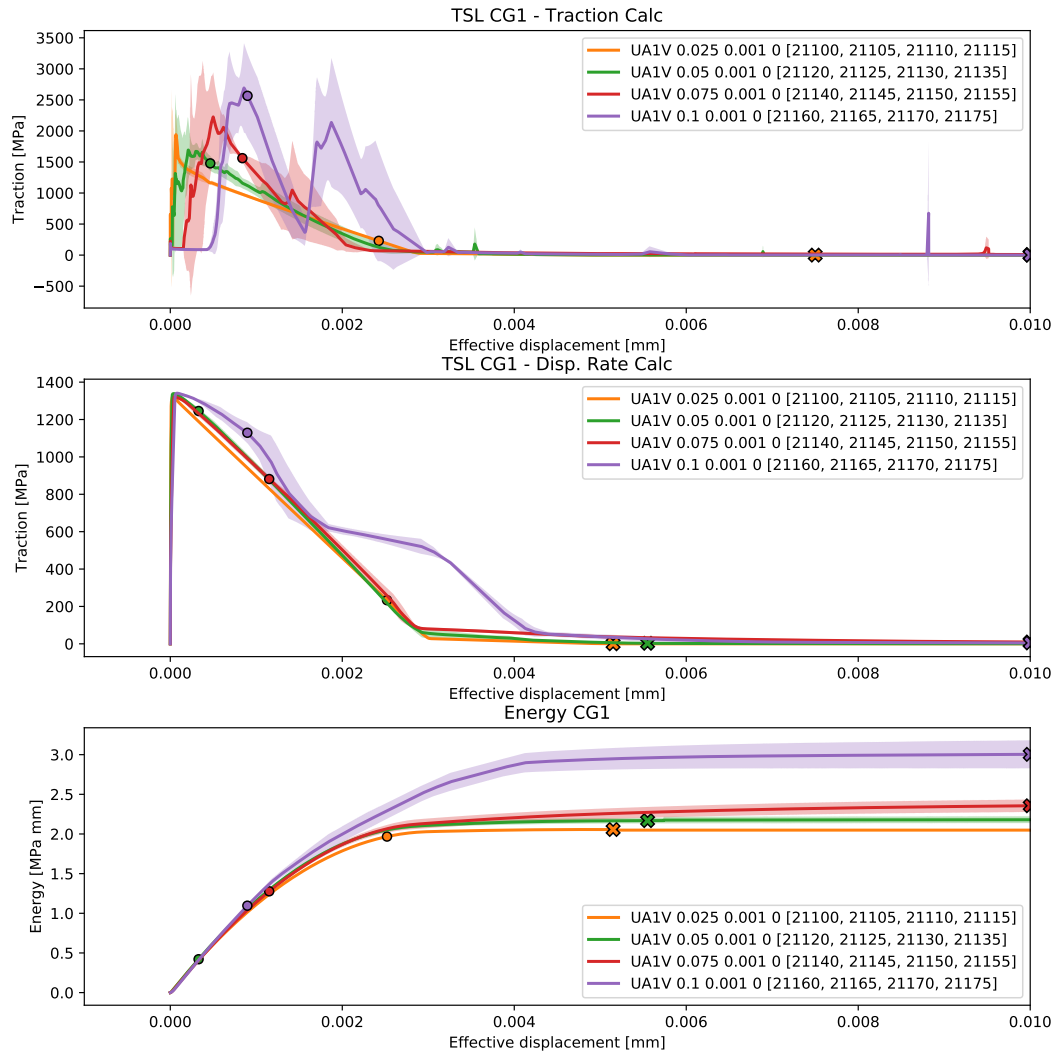 TSL CG1 - Traction Calc
3500
3000
2500
2000
1500
1000
500
0
−500
Traction [MPa]
UA1V 0.025 0.001 0 [21100, 21105, 21110, 21115]
UA1V 0.05 0.001 0 [21120, 21125, 21130, 21135]
UA1V 0.075 0.001 0 [21140, 21145, 21150, 21155]
UA1V 0.1 0.001 0 [21160, 21165, 21170, 21175]
0.000 0.002 0.004 0.006 0.008 0.010
Effective displacement [mm]
TSL CG1 - Disp. Rate Calc
1400
1200
1000
800
600
400
200
0
Traction [MPa]
UA1V 0.025 0.001 0 [21100, 21105, 21110, 21115]
UA1V 0.05 0.001 0 [21120, 21125, 21130, 21135]
UA1V 0.075 0.001 0 [21140, 21145, 21150, 21155]
UA1V 0.1 0.001 0 [21160, 21165, 21170, 21175]
0.000 0.002 0.004 0.006 0.008 0.010
Effective displacement [mm]
Energy CG1
3.0
2.5
2.0
1.5
1.0
0.5
0.0
Energy [MPa mm]
UA1V 0.025 0.001 0 [21100, 21105, 21110, 21115]
UA1V 0.05 0.001 0 [21120, 21125, 21130, 21135]
UA1V 0.075 0.001 0 [21140, 21145, 21150, 21155]
UA1V 0.1 0.001 0 [21160, 21165, 21170, 21175]
0.000 0.002 0.004 0.006 0.008 0.010
Effective displacement [mm]